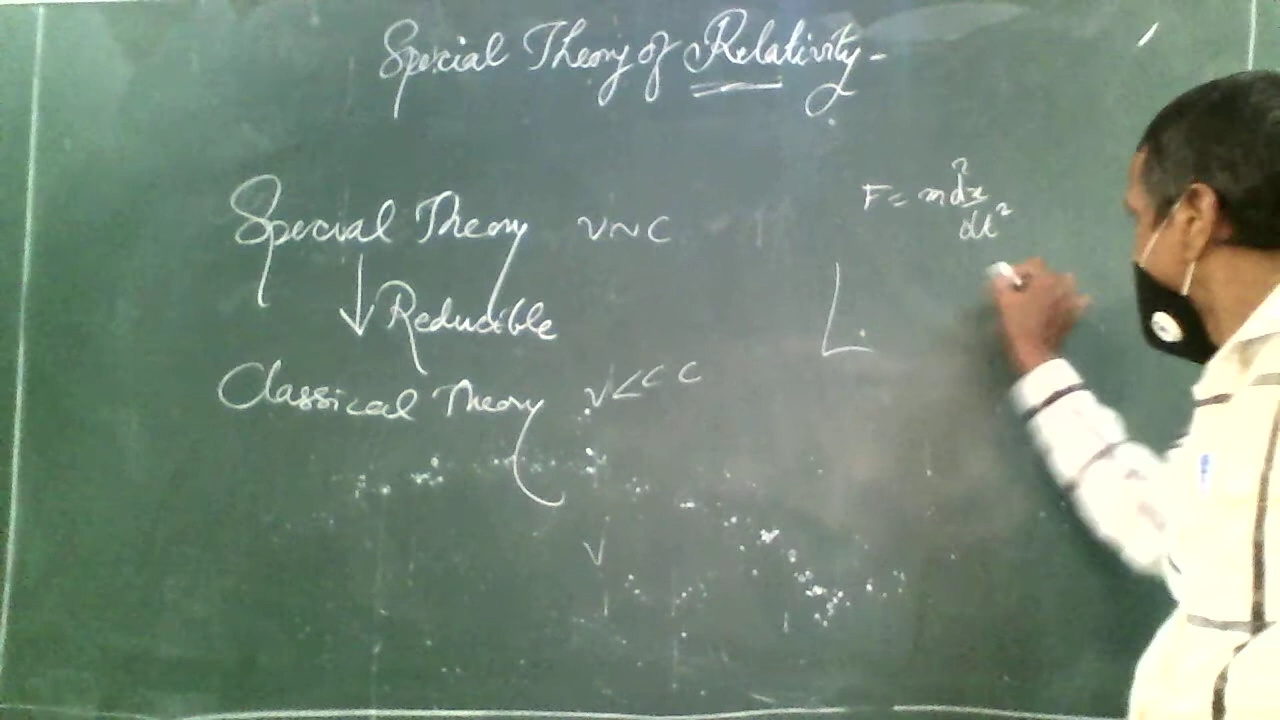 Special Theory of Relativity -
Special Theory v~c
F = m d²x/dt²
↓ Reducible
L
Classical Theory v<<c
v